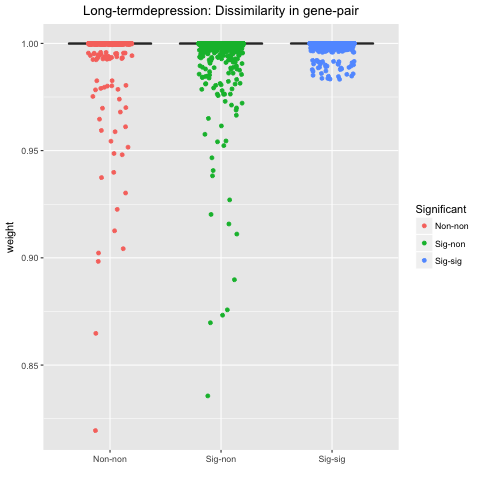 Long-termdepression: Dissimilarity in gene-pair
1.00
0.95
0.90
0.85
weight
Non-non
Sig-non
Sig-sig
Significant
Non-non
Sig-non
Sig-sig